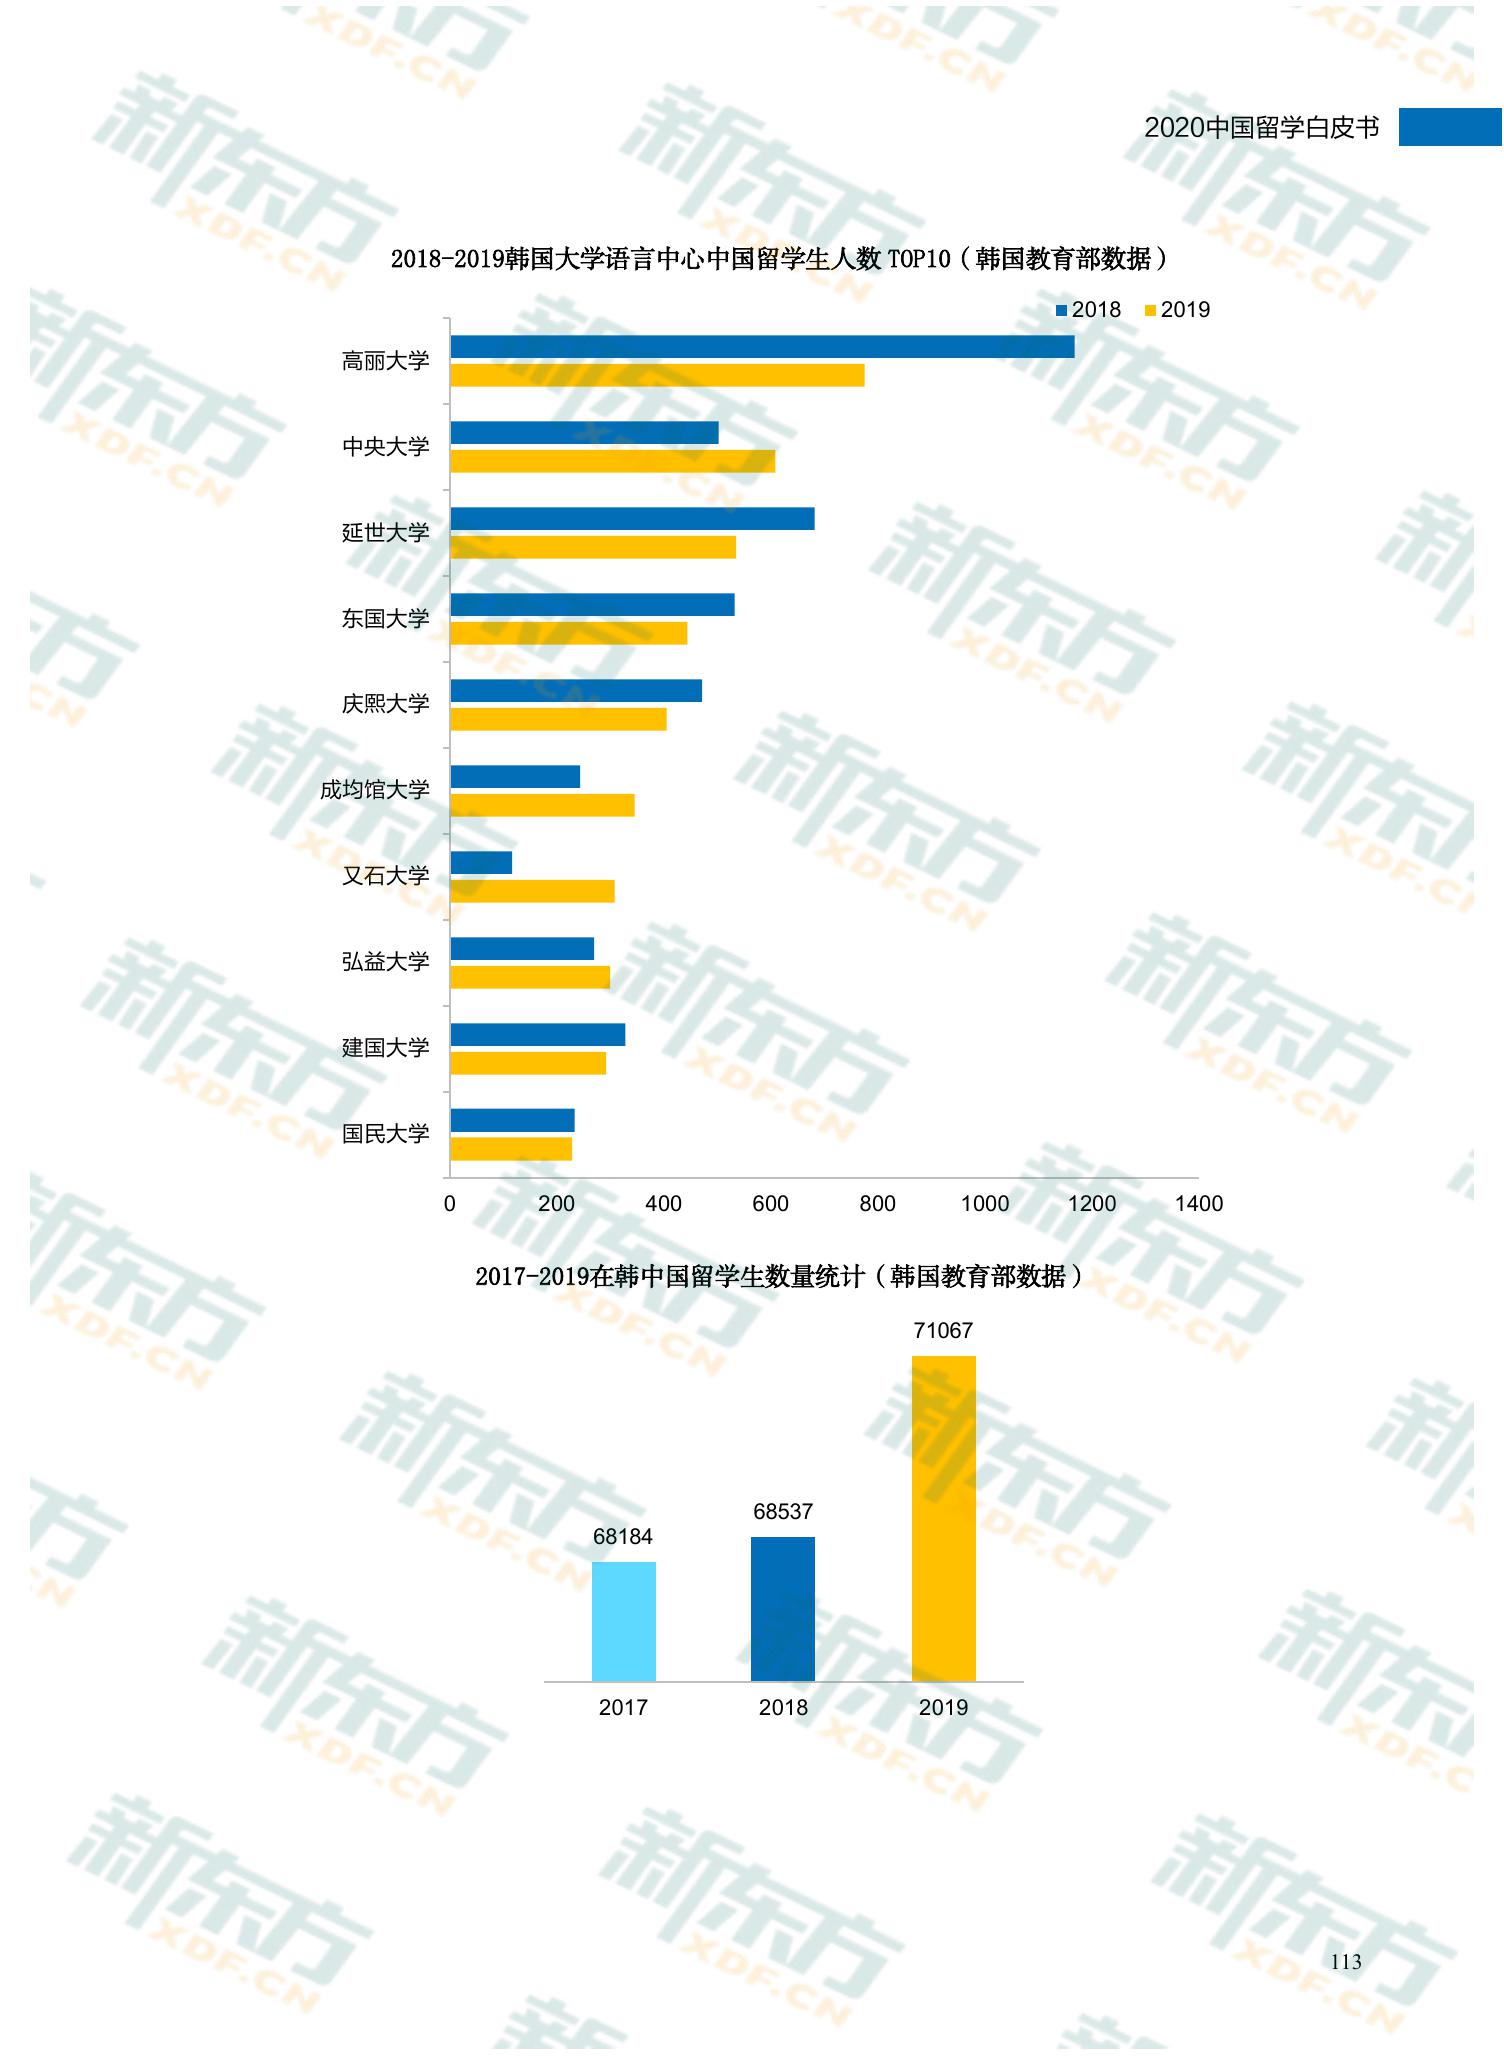 2020中国留学白皮书
2018-2019韩国大学语言中心中国留学生人数 TOP10（韩国教育部数据）
2018 2019
高丽大学
中央大学
延世大学
东国大学
庆熙大学
成均馆大学
又石大学
弘益大学
建国大学
国民大学
0 200 400 600 800 1000 1200 1400
2017-2019在韩中国留学生数量统计（韩国教育部数据）
71067
68537
68184
2017 2018 2019
113
新东方
XDF.CN